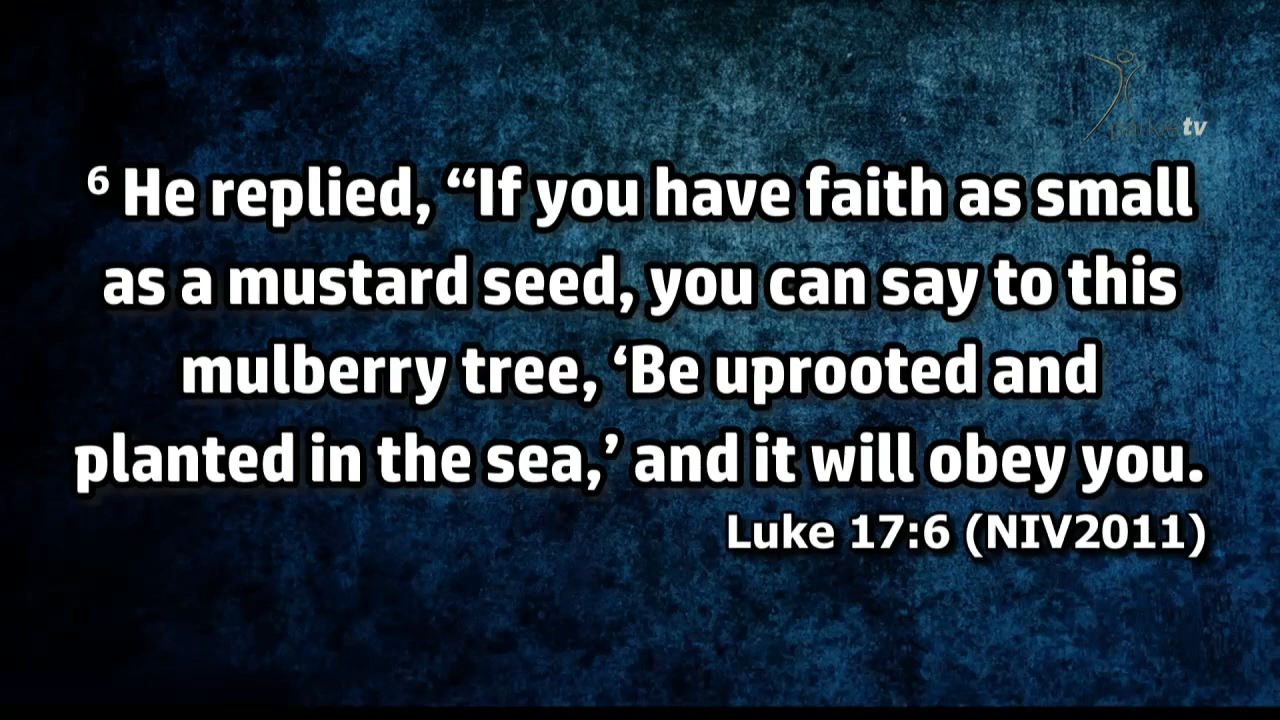 tv
⁶ He replied, “If you have faith as small
as a mustard seed, you can say to this
mulberry tree, ‘Be uprooted and
planted in the sea,’ and it will obey you.
Luke 17:6 (NIV2011)